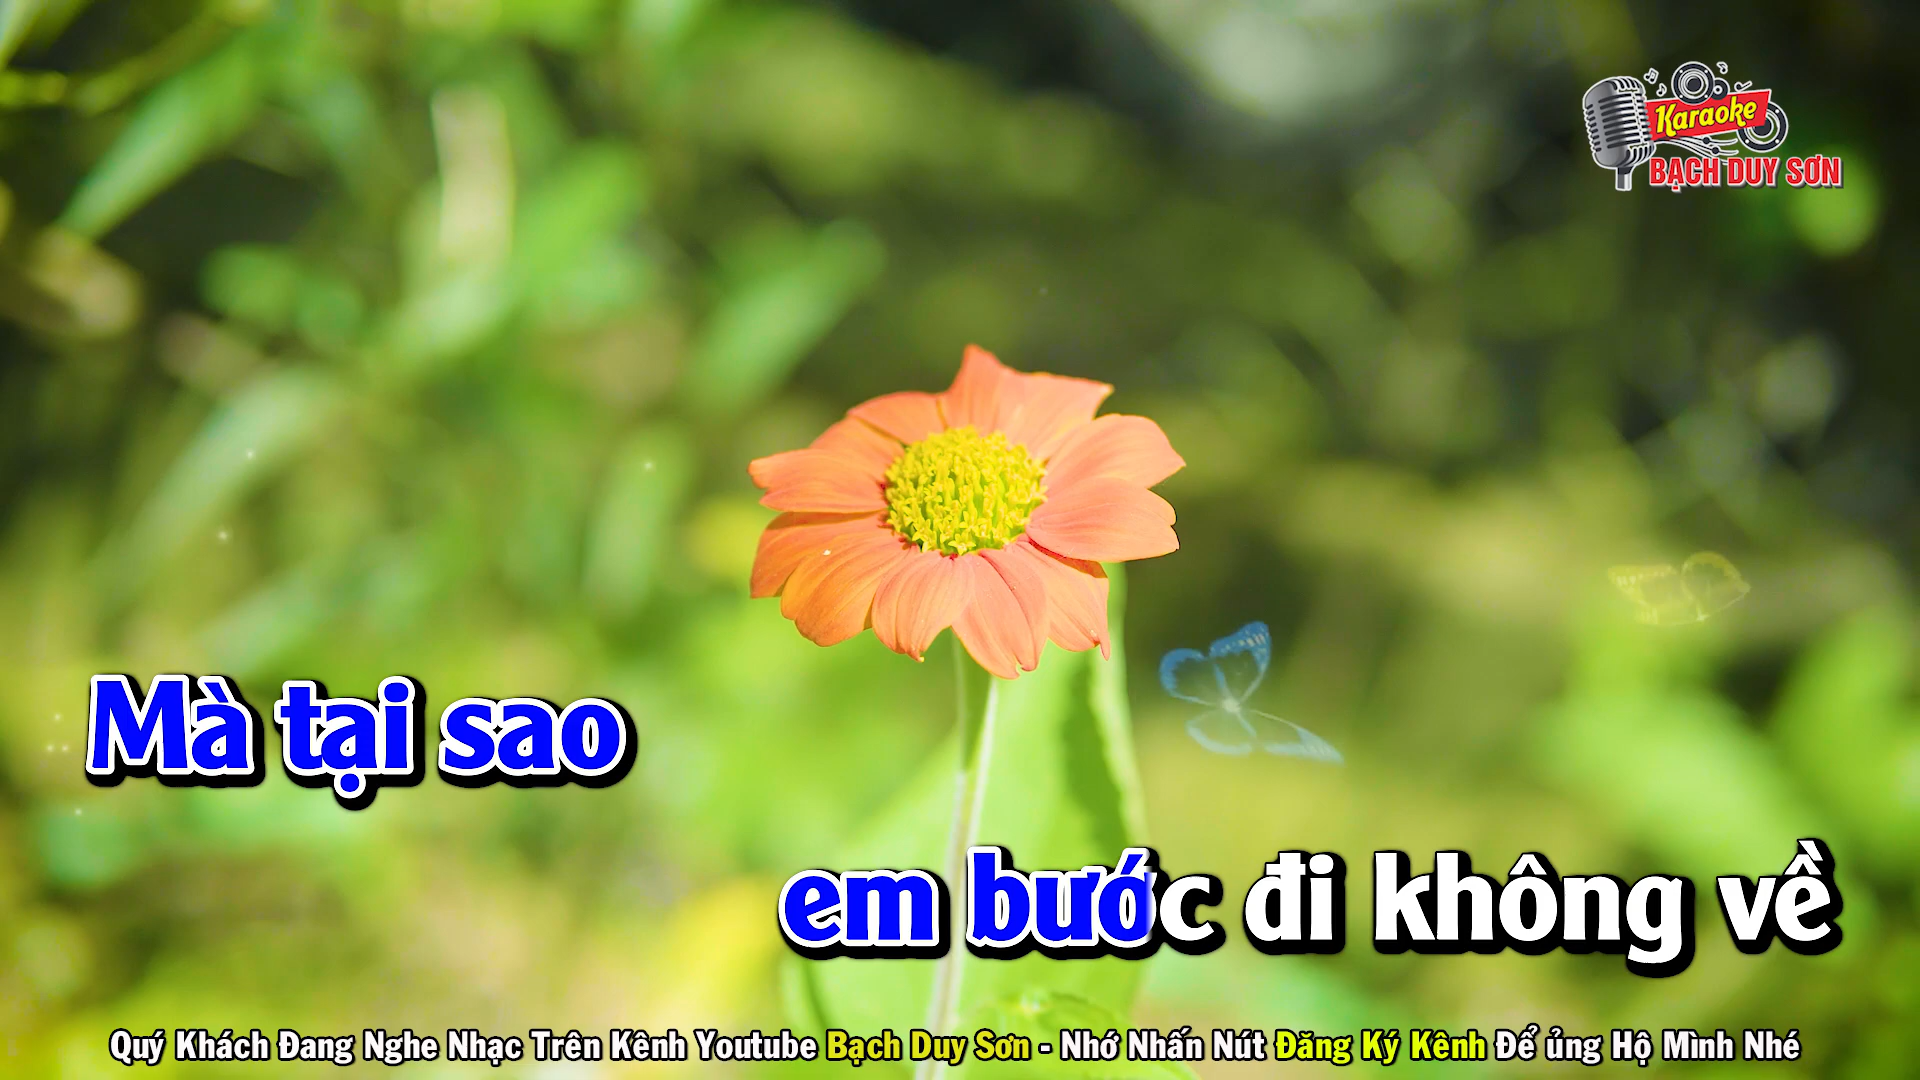 Karaoke
BẠCH DUY SƠN
Mà tại sao
em bước đi không về
Quý Khách Đang Nghe Nhạc Trên Kênh Youtube Bạch Duy Sơn - Nhớ Nhấn Nút Đăng Ký Kênh Để ủng Hộ Mình Nhé